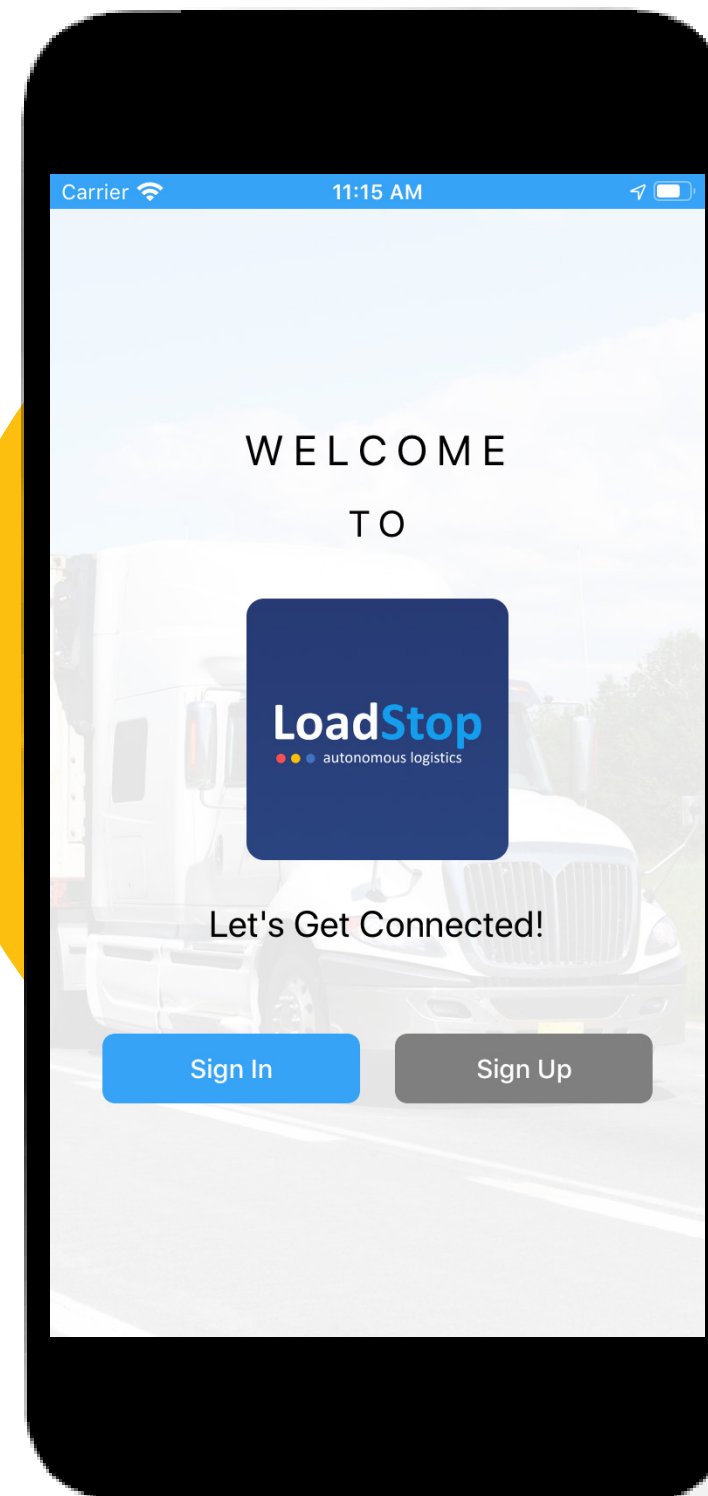 Carrier 11:15 AM
WELCOME
TO
LoadStop
autonomous logistics
Let's Get Connected!
Sign In Sign Up